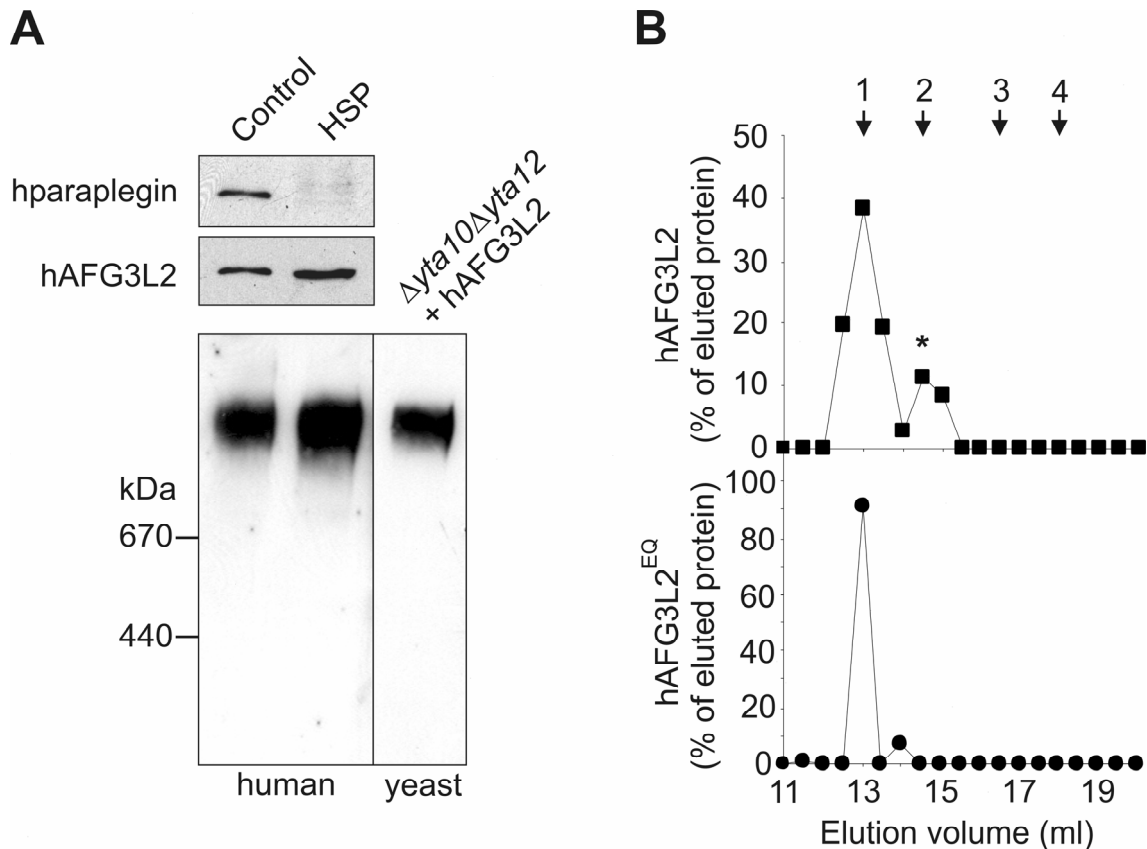 A
Control
HSP
hparaplegin
hAFG3L2
Δyta10Δyta12
+ hAFG3L2
kDa
670
440
human
yeast
B
1 2 3 4
hAFG3L2
(% of eluted protein)
50
40
30
20
10
0
hAFG3L2^EQ
(% of eluted protein)
100
80
60
40
20
0
*
11 13 15 17 19
Elution volume (ml)